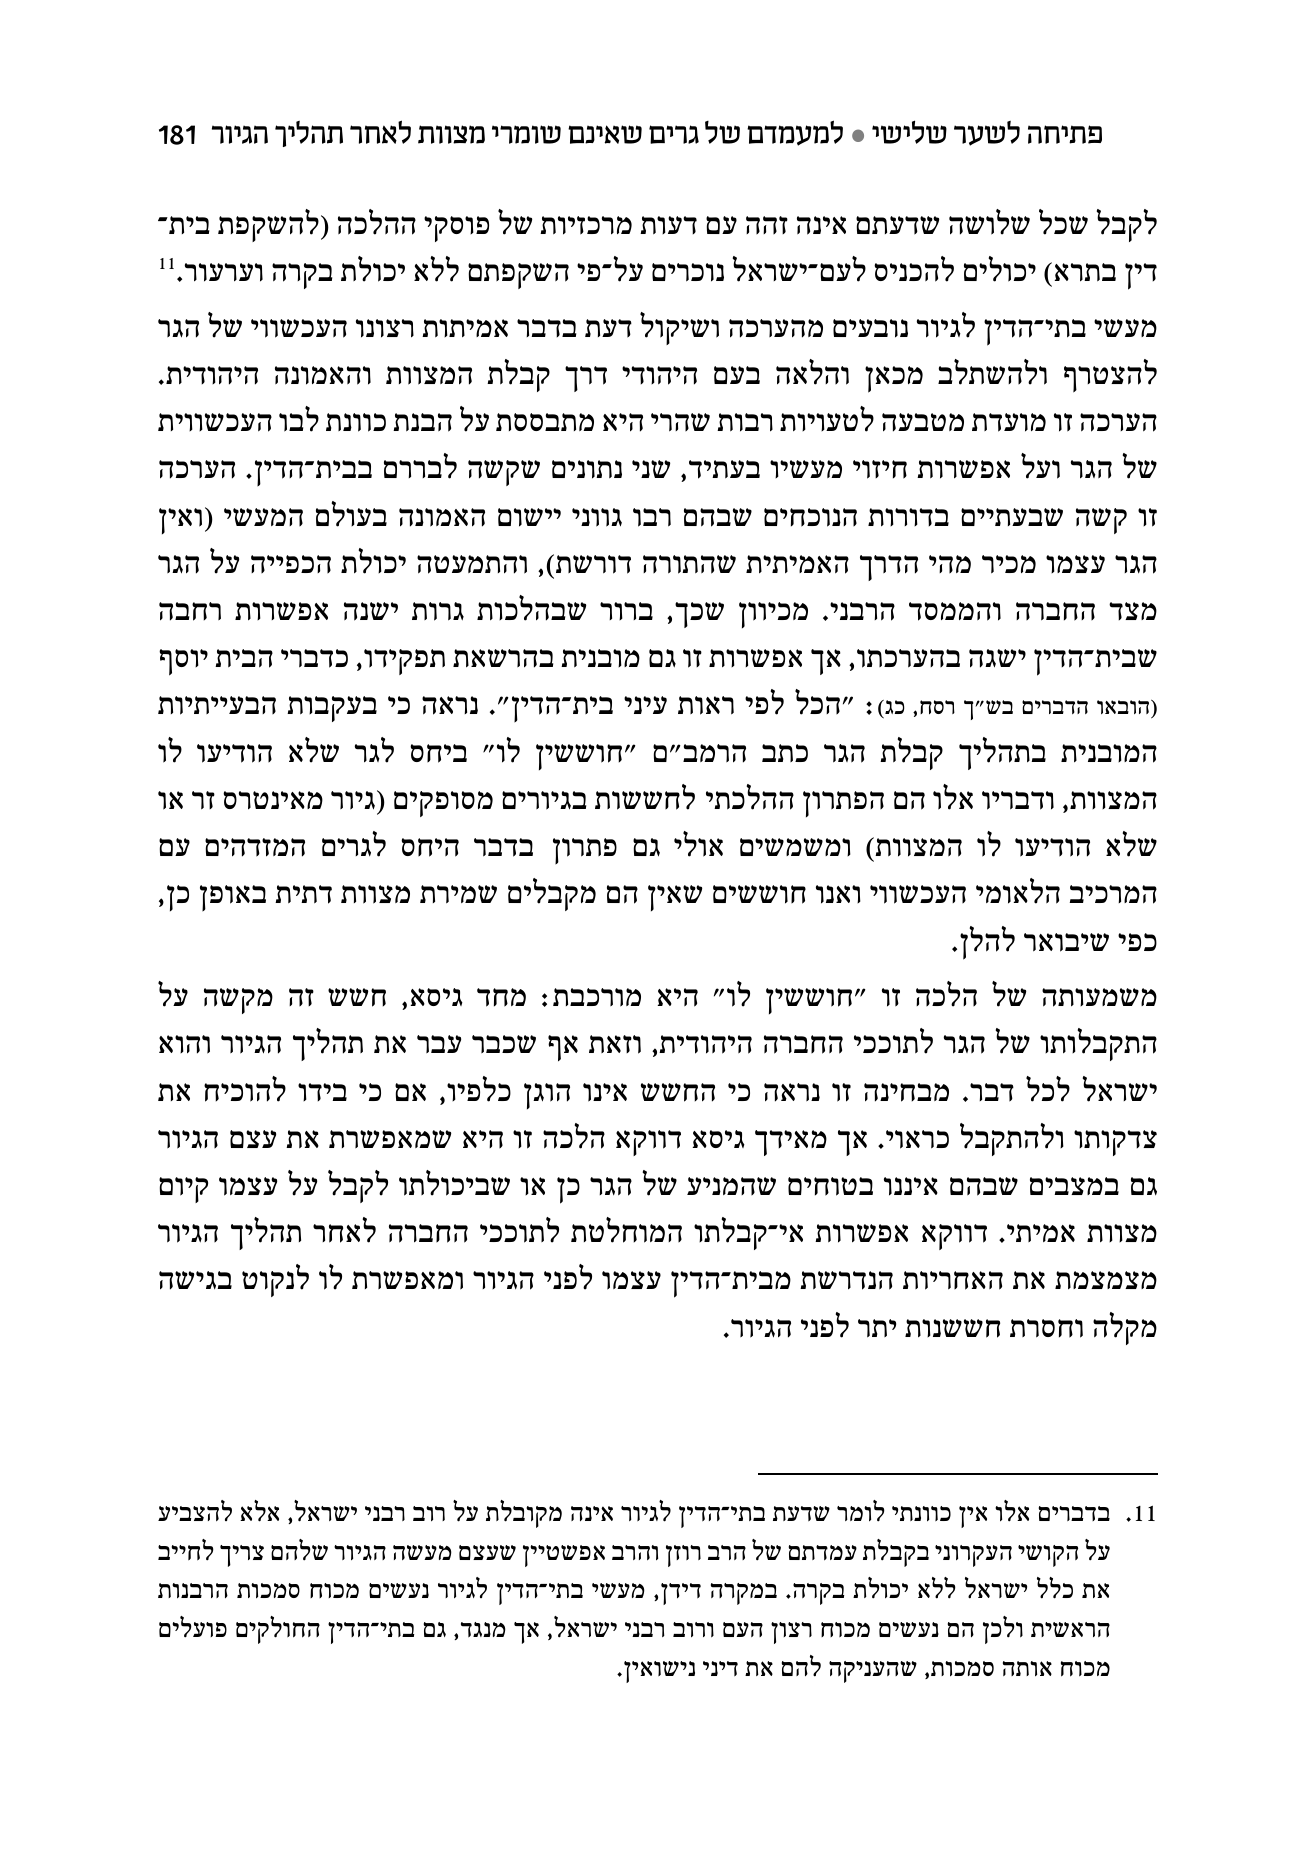 פתיחה לשער שלישי ● למעמדם של גרים שאינם שומרי מצוות לאחר תהליך הגיור 181
לקבל שכל שלושה שדעתם אינה זהה עם דעות מרכזיות של פוסקי ההלכה (להשקפת בית־
דין בתרא) יכולים להכניס לעם־ישראל נוכרים על־פי השקפתם ללא יכולת בקרה וערעור.11
מעשי בתי־הדין לגיור נובעים מהערכה ושיקול דעת בדבר אמיתות רצונו העכשווי של הגר
להצטרף ולהשתלב מכאן והלאה בעם היהודי דרך קבלת המצוות והאמונה היהודית.
הערכה זו מועדת מטבעה לטעויות רבות שהרי היא מתבססת על הבנת כוונת לבו העכשווית
של הגר ועל אפשרות חיזוי מעשיו בעתיד, שני נתונים שקשה לבררם בבית־הדין. הערכה
זו קשה שבעתיים בדורות הנוכחים שבהם רבו גווני יישום האמונה בעולם המעשי (ואין
הגר עצמו מכיר מהי הדרך האמיתית שהתורה דורשת), והתמעטה יכולת הכפייה על הגר
מצד החברה והממסד הרבני. מכיוון שכך, ברור שבהלכות גרות ישנה אפשרות רחבה
שבית־הדין ישגה בהערכתו, אך אפשרות זו גם מובנית בהרשאת תפקידו, כדברי הבית יוסף
(הובאו הדברים בש״ך רסח, כג): ״הכל לפי ראות עיני בית־הדין״. נראה כי בעקבות הבעייתיות
המובנית בתהליך קבלת הגר כתב הרמב״ם ״חוששין לו״ ביחס לגר שלא הודיעו לו
המצוות, ודבריו אלו הם הפתרון ההלכתי לחששות בגיורים מסופקים (גיור מאינטרס זר או
שלא הודיעו לו המצוות) ומשמשים אולי גם פתרון בדבר היחס לגרים המזדהים עם
המרכיב הלאומי העכשווי ואנו חוששים שאין הם מקבלים שמירת מצוות דתית באופן כן,
כפי שיבואר להלן.
משמעותה של הלכה זו ״חוששין לו״ היא מורכבת: מחד גיסא, חשש זה מקשה על
התקבלותו של הגר לתוככי החברה היהודית, וזאת אף שכבר עבר את תהליך הגיור והוא
ישראל לכל דבר. מבחינה זו נראה כי החשש אינו הוגן כלפיו, אם כי בידו להוכיח את
צדקותו ולהתקבל כראוי. אך מאידך גיסא דווקא הלכה זו היא שמאפשרת את עצם הגיור
גם במצבים שבהם איננו בטוחים שהמניע של הגר כן או שביכולתו לקבל על עצמו קיום
מצוות אמיתי. דווקא אפשרות אי־קבלתו המוחלטת לתוככי החברה לאחר תהליך הגיור
מצמצמת את האחריות הנדרשת מבית־הדין עצמו לפני הגיור ומאפשרת לו לנקוט בגישה
מקלה וחסרת חששנות יתר לפני הגיור.
11. בדברים אלו אין כוונתי לומר שדעת בתי־הדין לגיור אינה מקובלת על רוב רבני ישראל, אלא להצביע
על הקושי העקרוני בקבלת עמדתם של הרב רוזן והרב אפשטיין שעצם מעשה הגיור שלהם צריך לחייב
את כלל ישראל ללא יכולת בקרה. במקרה דידן, מעשי בתי־הדין לגיור נעשים מכוח סמכות הרבנות
הראשית ולכן הם נעשים מכוח רצון העם ורוב רבני ישראל, אך מנגד, גם בתי־הדין החולקים פועלים
מכוח אותה סמכות, שהעניקה להם את דיני נישואין.